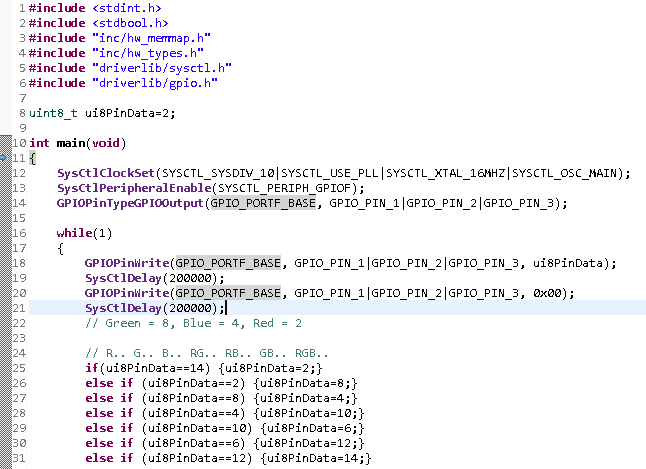 1 #include <stdint.h>
2 #include <stdbool.h>
3 #include "inc/hw_memmap.h"
4 #include "inc/hw_types.h"
5 #include "driverlib/sysctl.h"
6 #include "driverlib/gpio.h"
7
8 uint8_t ui8PinData=2;
9
10 int main(void)
11 {
12     SysCtlClockSet(SYSCTL_SYSDIV_10|SYSCTL_USE_PLL|SYSCTL_XTAL_16MHZ|SYSCTL_OSC_MAIN);
13     SysCtlPeripheralEnable(SYSCTL_PERIPH_GPIOF);
14     GPIOPinTypeGPIOOutput(GPIO_PORTF_BASE, GPIO_PIN_1|GPIO_PIN_2|GPIO_PIN_3);
15
16     while(1)
17     {
18         GPIOPinWrite(GPIO_PORTF_BASE, GPIO_PIN_1|GPIO_PIN_2|GPIO_PIN_3, ui8PinData);
19         SysCtlDelay(200000);
20         GPIOPinWrite(GPIO_PORTF_BASE, GPIO_PIN_1|GPIO_PIN_2|GPIO_PIN_3, 0x00);
21         SysCtlDelay(200000);
22         // Green = 8, Blue = 4, Red = 2
23
24         // R.. G.. B.. RG.. RB.. GB.. RGB..
25         if(ui8PinData==14) {ui8PinData=2;}
26         else if (ui8PinData==2) {ui8PinData=8;}
27         else if (ui8PinData==8) {ui8PinData=4;}
28         else if (ui8PinData==4) {ui8PinData=10;}
29         else if (ui8PinData==10) {ui8PinData=6;}
30         else if (ui8PinData==6) {ui8PinData=12;}
31         else if (ui8PinData==12) {ui8PinData=14;}